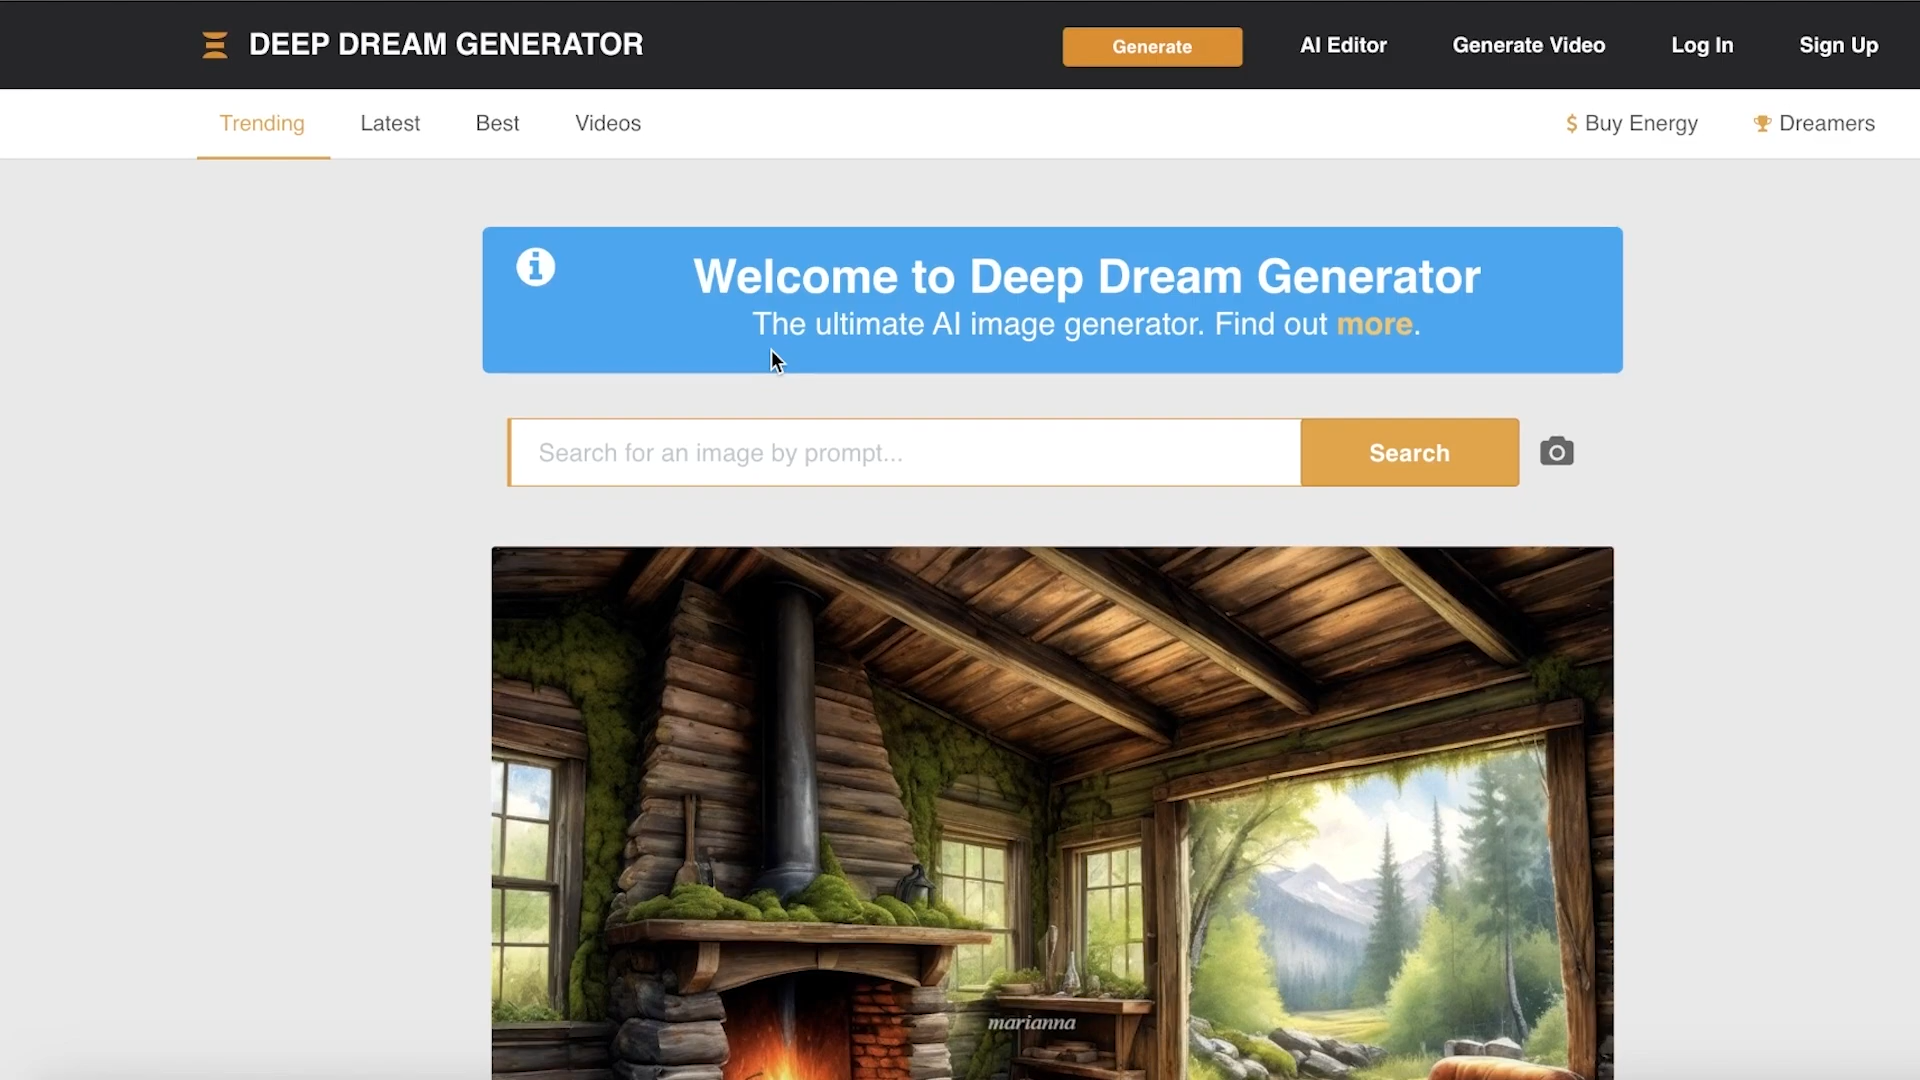 DEEP DREAM GENERATOR
Generate
AI Editor
Generate Video
Log In
Sign Up
Trending
Latest
Best
Videos
$ Buy Energy
Dreamers
Welcome to Deep Dream Generator
The ultimate AI image generator. Find out more.
Search for an image by prompt...
Search
marianna